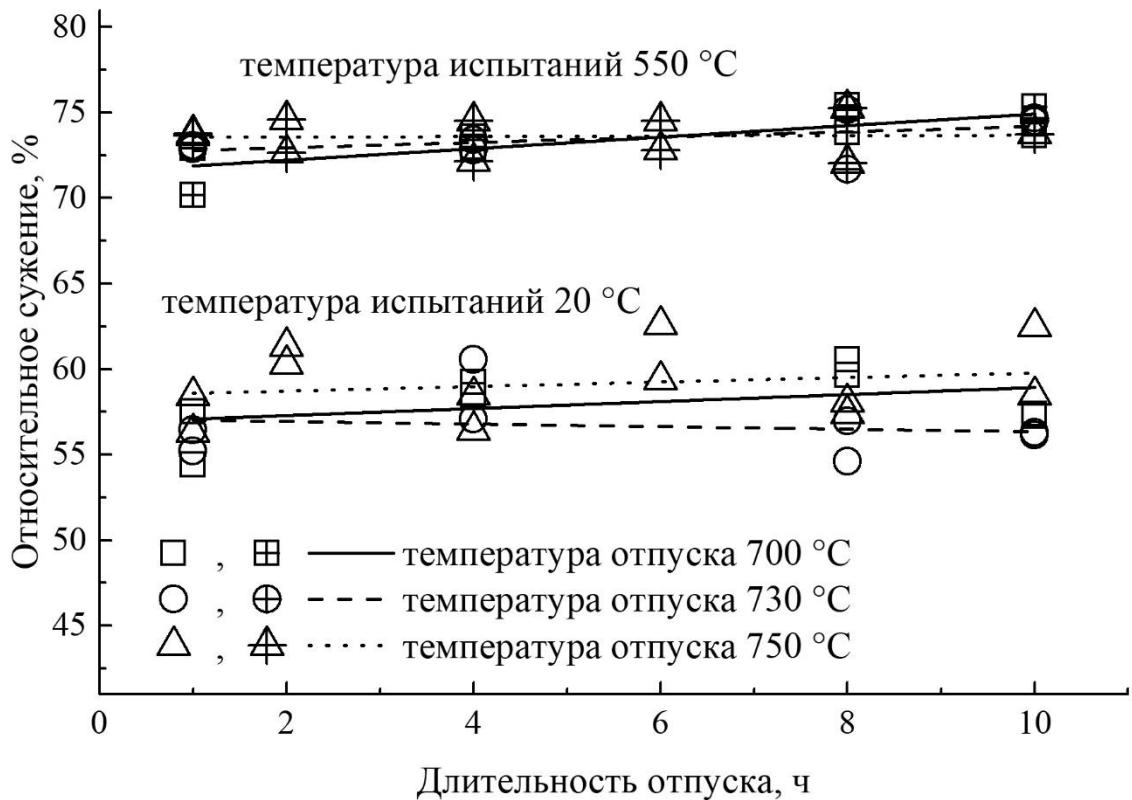 80
температура испытаний 550 °С
75
70
65
температура испытаний 20 °С
60
55
50
45
Относительное сужение, %
, температура отпуска 700 °С
, температура отпуска 730 °С
, температура отпуска 750 °С
0 2 4 6 8 10
Длительность отпуска, ч